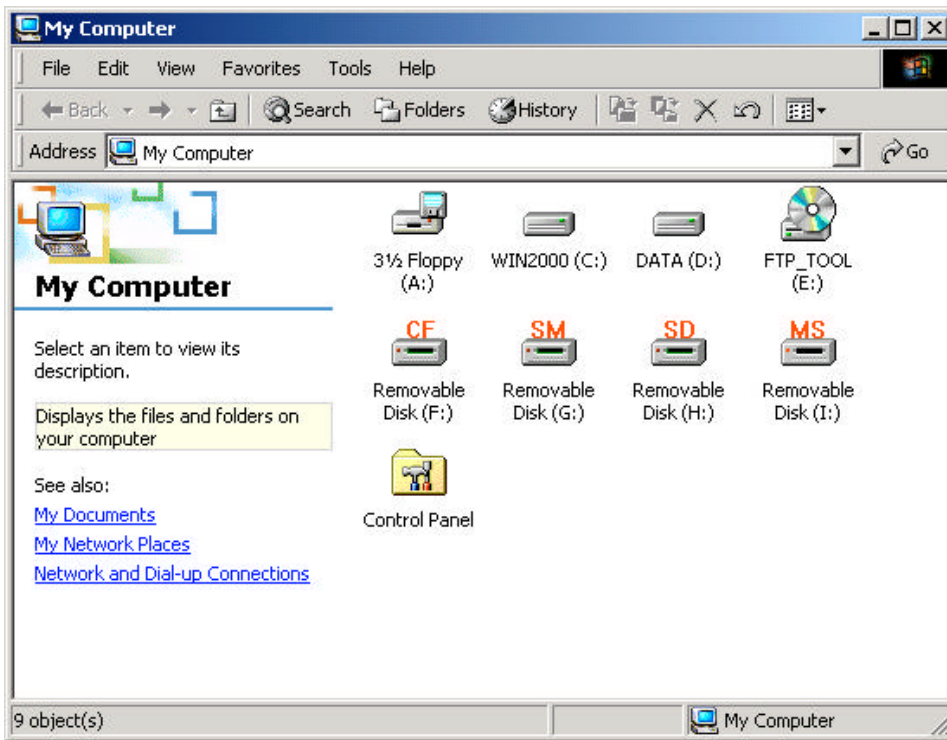 My Computer
File Edit View Favorites Tools Help
Back Search Folders History
Address My Computer Go
My Computer
Select an item to view its
description.
Displays the files and folders on
your computer
See also:
My Documents
My Network Places
Network and Dial-up Connections
3½ Floppy
(A:)
WIN2000 (C:)
DATA (D:)
FTP_TOOL
(E:)
CF
Removable
Disk (F:)
SM
Removable
Disk (G:)
SD
Removable
Disk (H:)
MS
Removable
Disk (I:)
Control Panel
9 object(s)
My Computer